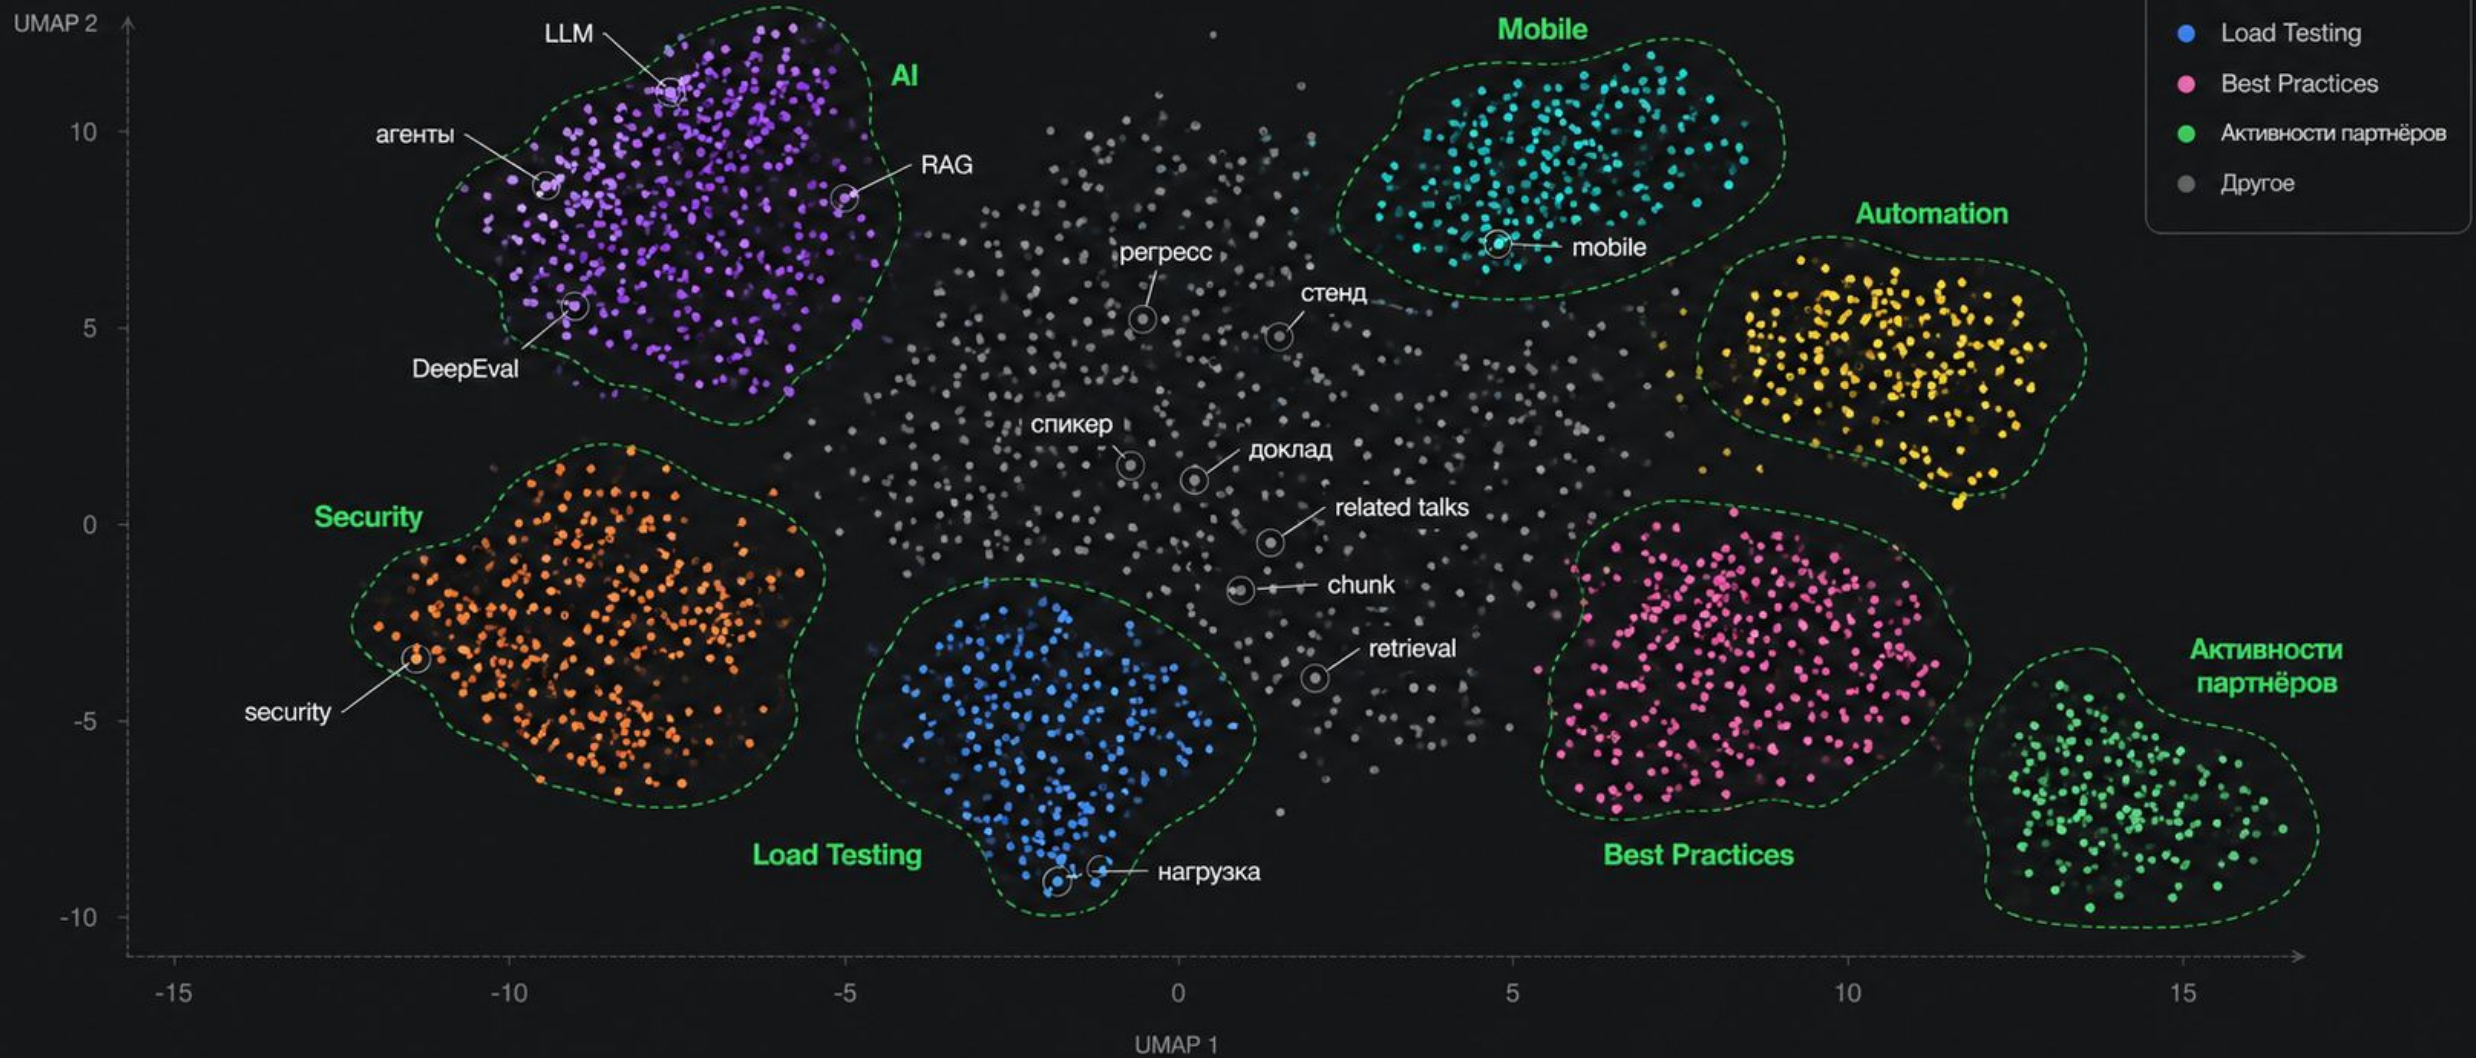 UMAP 2
LLM
Mobile
Load Testing
AI
Best Practices
10
агенты
Активности партнёров
RAG
Другое
Automation
регресс
mobile
стенд
5
DeepEval
спикер
доклад
related talks
Security
0
chunk
retrieval
Активности
партнёров
security
-5
Load Testing
Best Practices
нагрузка
-10
-15
-10
-5
0
5
10
15
UMAP 1